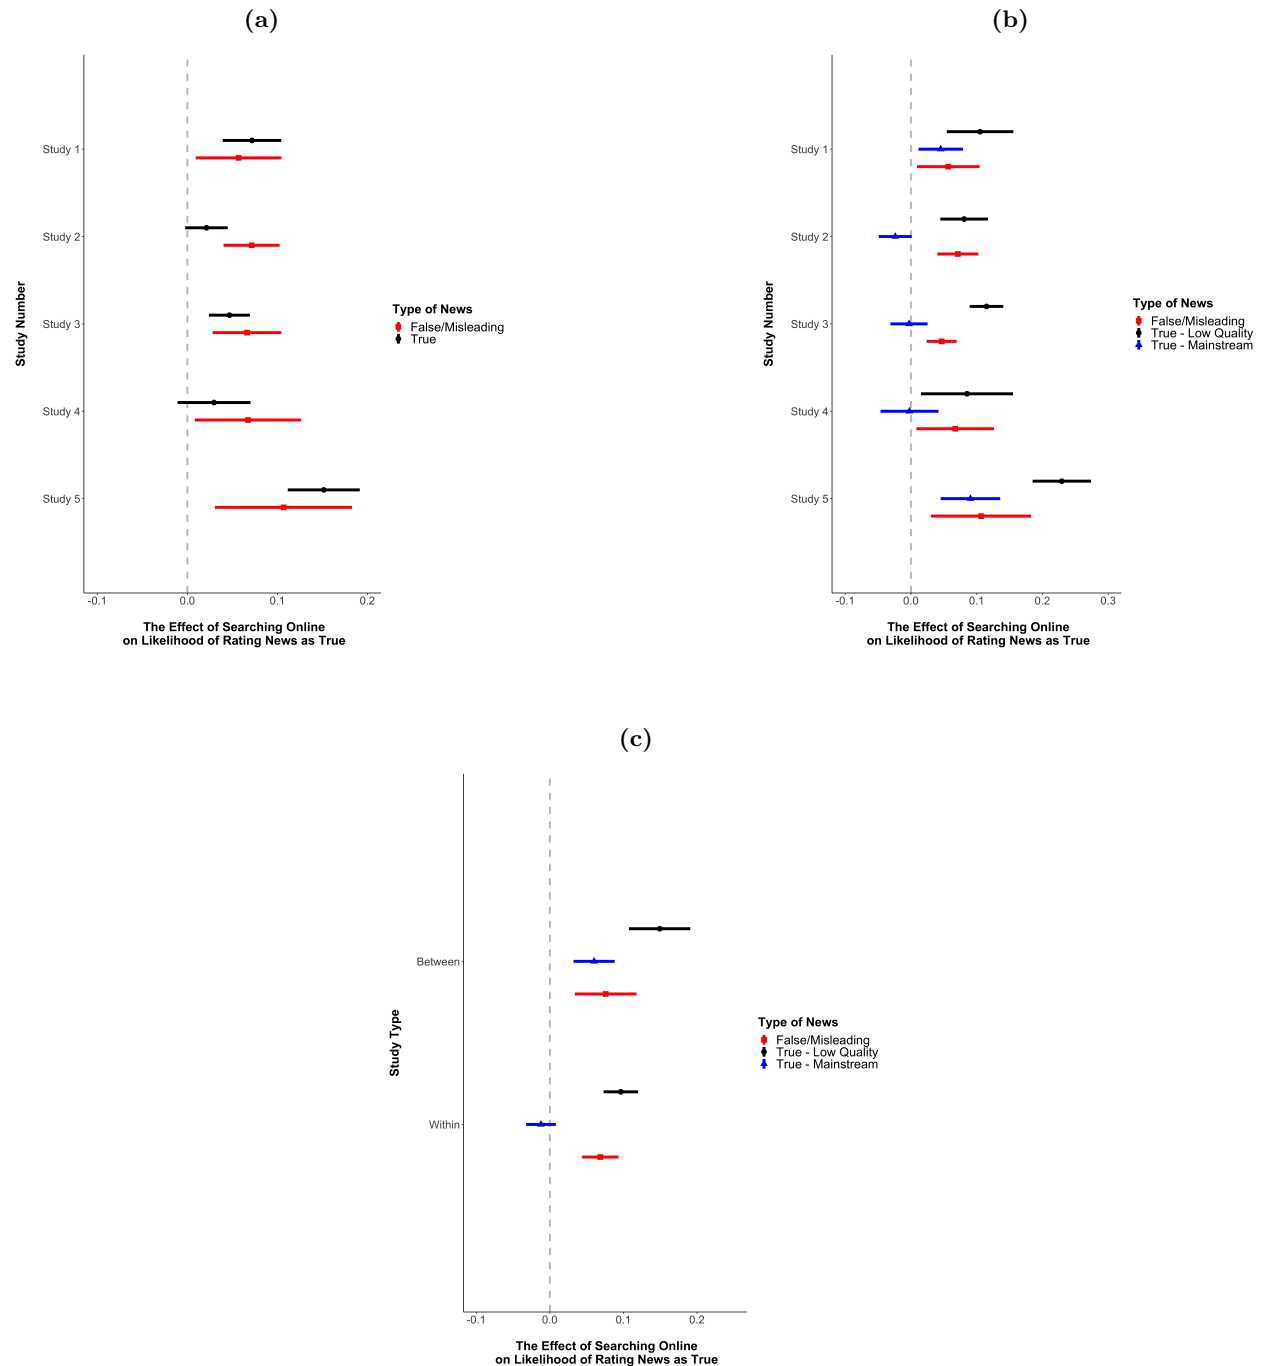 (a)
Study Number
Study 1
Study 2
Study 3
Study 4
Study 5
-0.1 0.0 0.1 0.2
The Effect of Searching Online
on Likelihood of Rating News as True
Type of News
False/Misleading
True
(b)
Study Number
Study 1
Study 2
Study 3
Study 4
Study 5
-0.1 0.0 0.1 0.2 0.3
The Effect of Searching Online
on Likelihood of Rating News as True
Type of News
False/Misleading
True - Low Quality
True - Mainstream
(c)
Study Type
Between
Within
-0.1 0.0 0.1 0.2
The Effect of Searching Online
on Likelihood of Rating News as True
Type of News
False/Misleading
True - Low Quality
True - Mainstream